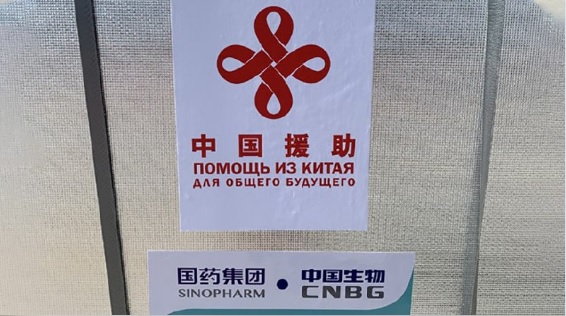 中国援助
ПОМОЩЬ ИЗ КИТАЯ
ДЛЯ ОБЩЕГО БУДУЩЕГО
国药集团 • 中国生物
SINOPHARM CNBG